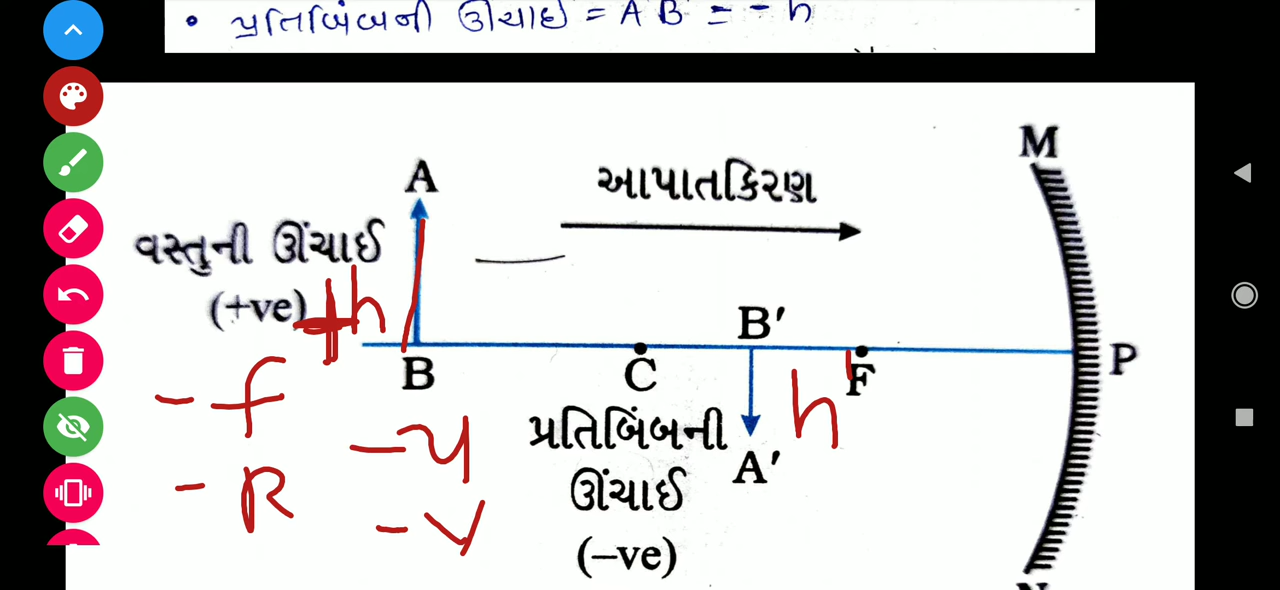 • પ્રતિબિંબની ઊંચાઇ = A B = - h
M
A
આપાતકિરણ
વસ્તુની ઊંચાઈ
(+ve) +h
B′
B
C
F
P
- f
h'
- u
પ્રતિબિંબની
A′
- R
ઊંચાઈ
- v
(–ve)